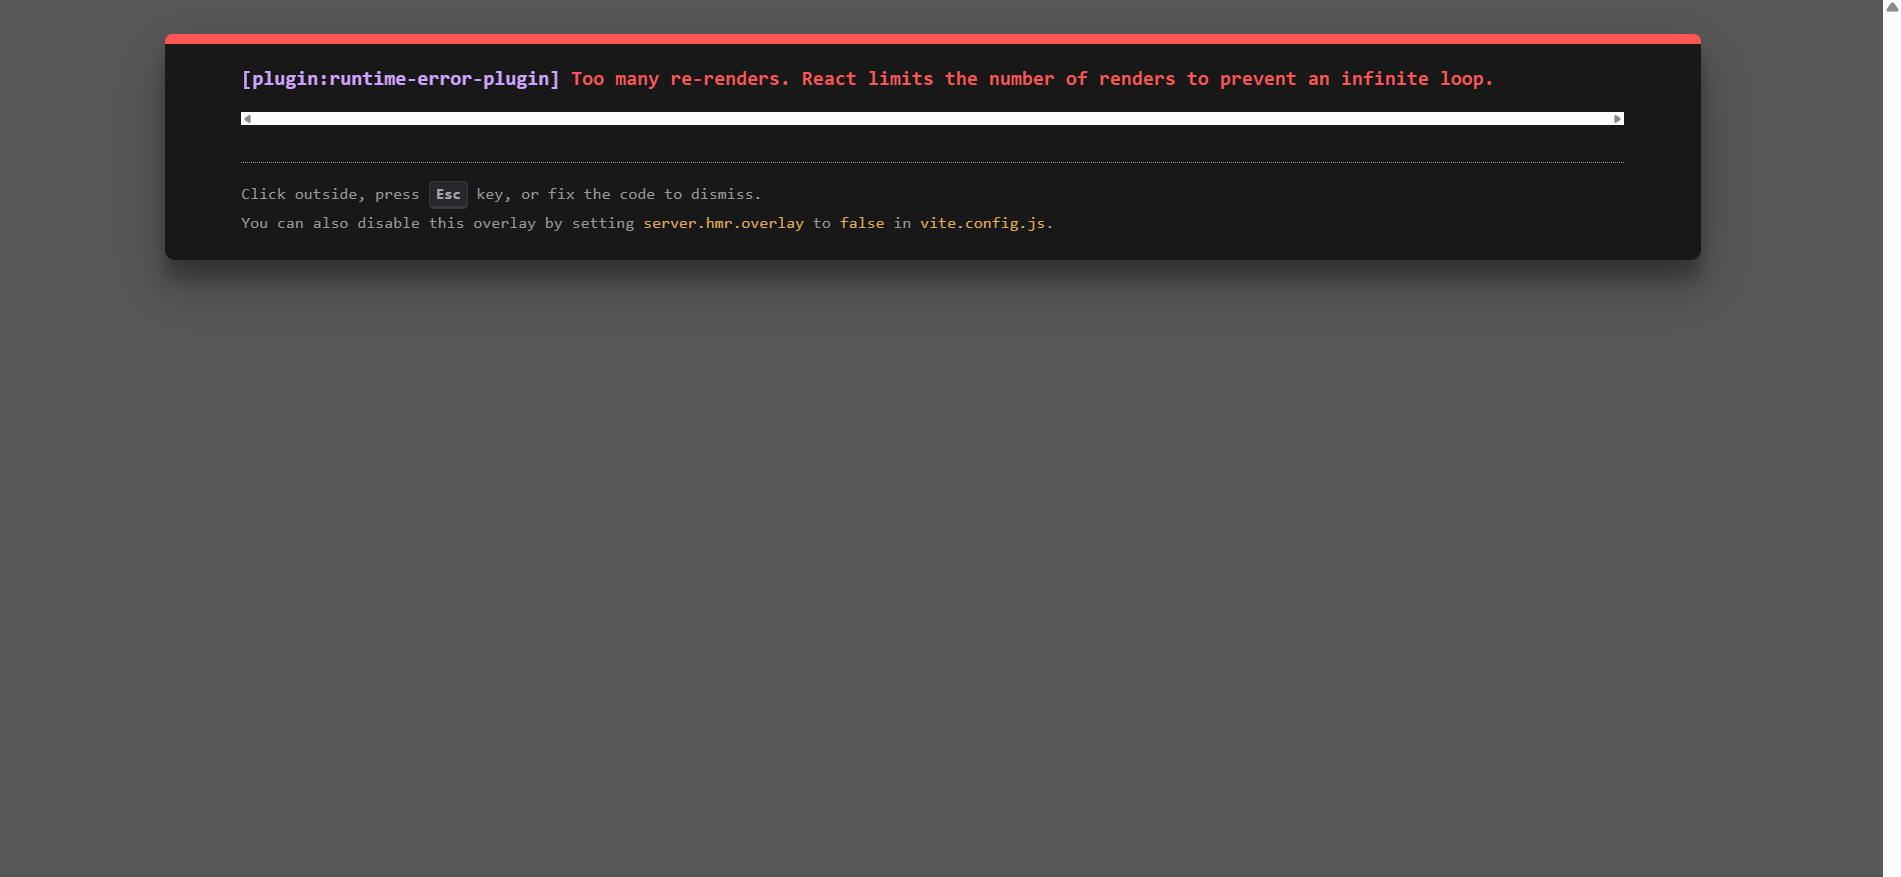 [plugin:runtime-error-plugin] Too many re-renders. React limits the number of renders to prevent an infinite loop.
Click outside, press Esc key, or fix the code to dismiss.
You can also disable this overlay by setting server.hmr.overlay to false in vite.config.js.